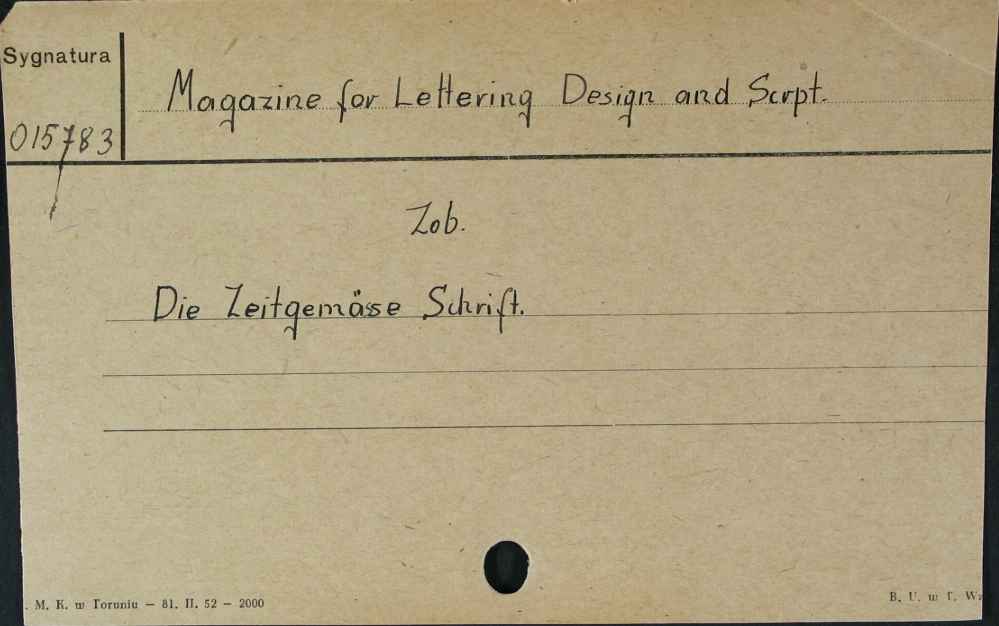 Sygnatura
Magazine for Lettering Design and Scrpt.
015783
Zob.
Die Zeitgemässe Schrift.
. M. K. w Toruniu — 81. II. 52 — 2000
B. U. w T.